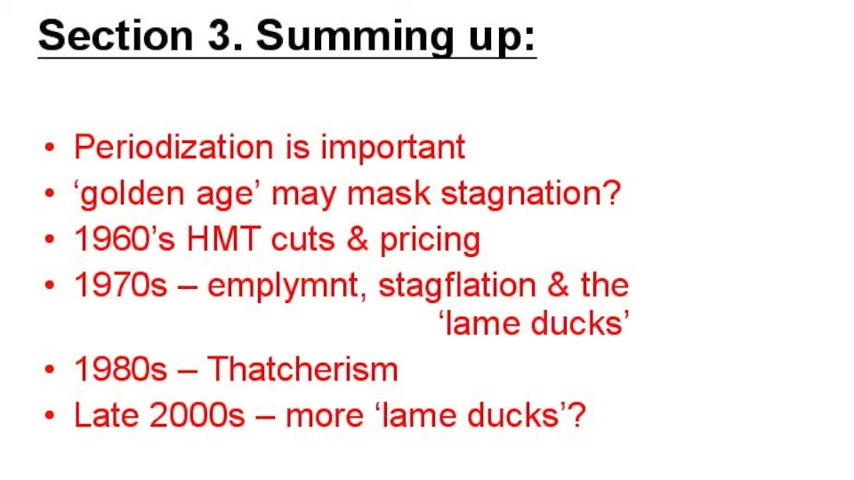 Section 3. Summing up:
• Periodization is important
• ‘golden age’ may mask stagnation?
• 1960’s HMT cuts & pricing
• 1970s – emplymnt, stagflation & the
‘lame ducks’
• 1980s – Thatcherism
• Late 2000s – more ‘lame ducks’?